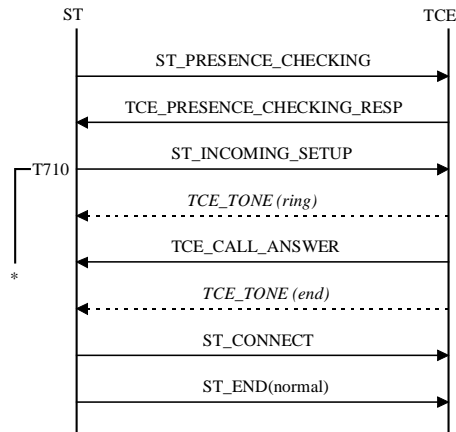 ST TCE
ST_PRESENCE_CHECKING
TCE_PRESENCE_CHECKING_RESP
T710 ST_INCOMING_SETUP
TCE_TONE (ring)
TCE_CALL_ANSWER
*
TCE_TONE (end)
ST_CONNECT
ST_END(normal)